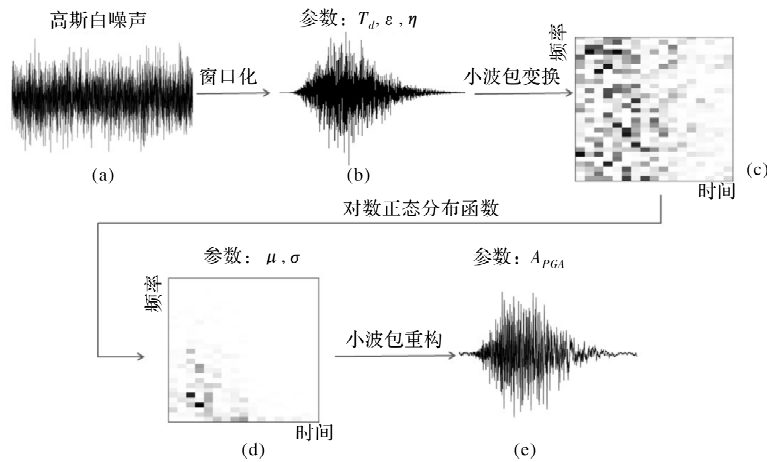 高斯白噪声
参数：T_d, ε, η
窗口化
小波包变换
频率
时间
(a)
(b)
(c)
对数正态分布函数
参数：μ,σ
参数：A_PGA
频率
小波包重构
时间
(d)
(e)